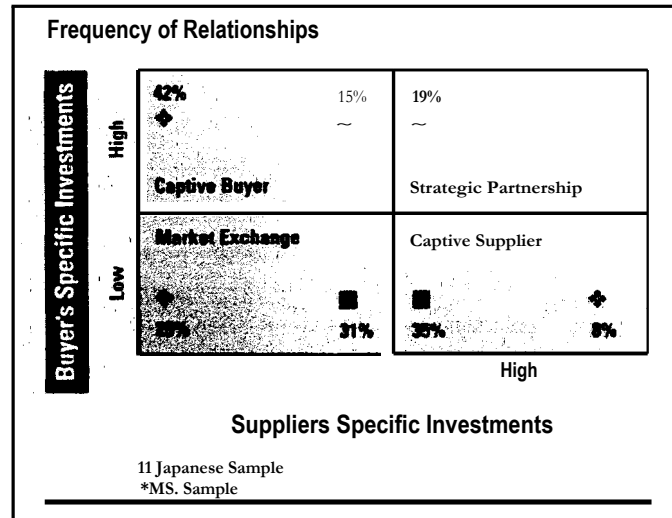 Frequency of Relationships
Buyer's Specific Investments
High
42%
15%
19%
~
~
Captive Buyer
Strategic Partnership
Low
Market Exchange
Captive Supplier
31%
35%
8%
High
Suppliers Specific Investments
11 Japanese Sample
*MS. Sample